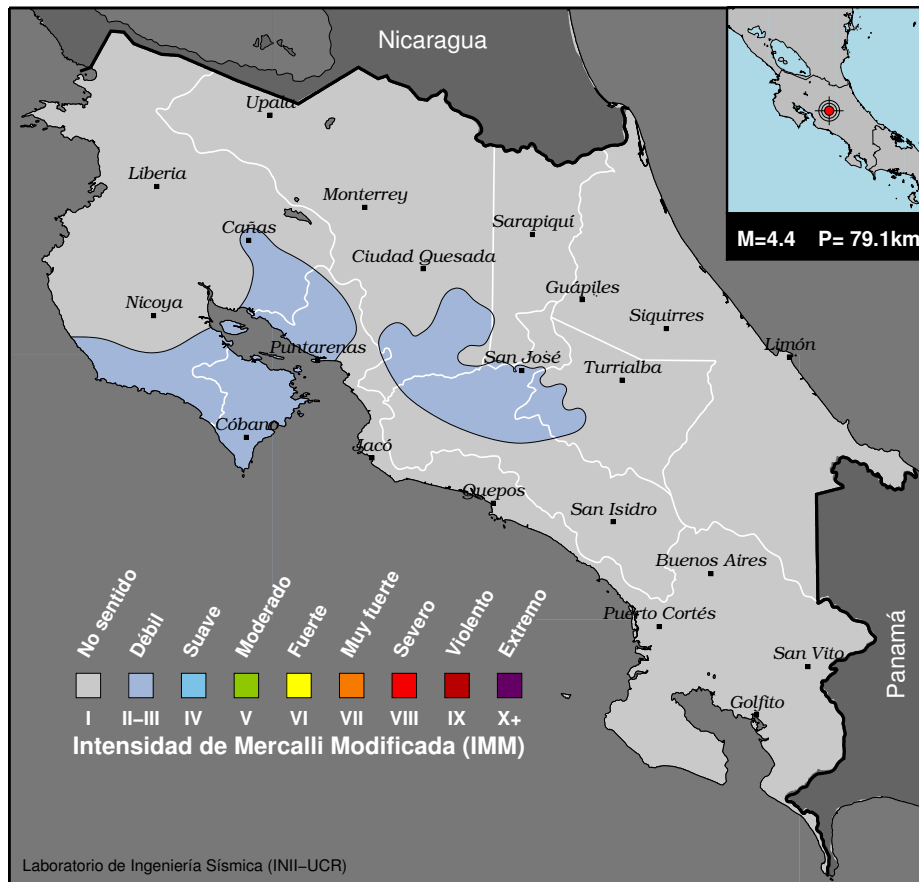 Nicaragua
Upala
Liberia
Monterrey
Cañas
Sarapiquí
Ciudad Quesada
Guápiles
Nicoya
Siquirres
Puntarenas
San José
Limón
Turrialba
Cóbano
Jacó
Quepos
San Isidro
Buenos Aires
Puerto Cortés
San Vito
Golfito
Panamá
M=4.4 P= 79.1km
No sentido
Débil
Suave
Moderado
Fuerte
Muy fuerte
Severo
Violento
Extremo
I II–III IV V VI VII VIII IX X+
Intensidad de Mercalli Modificada (IMM)
Laboratorio de Ingeniería Sísmica (INII–UCR)